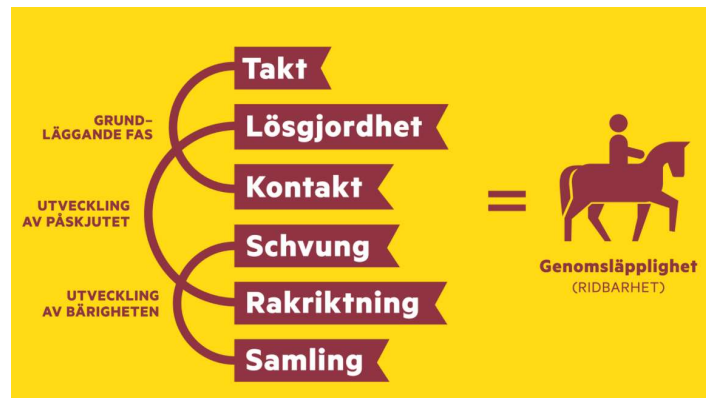 Takt
GRUND-
LÄGGANDE FAS
Lösgjordhet
Kontakt
UTVECKLING
AV PÅSKJUTET
=
Schvung
Genomsläpplighet
(RIDBARHET)
UTVECKLING
AV BÄRIGHETEN
Rakriktning
Samling